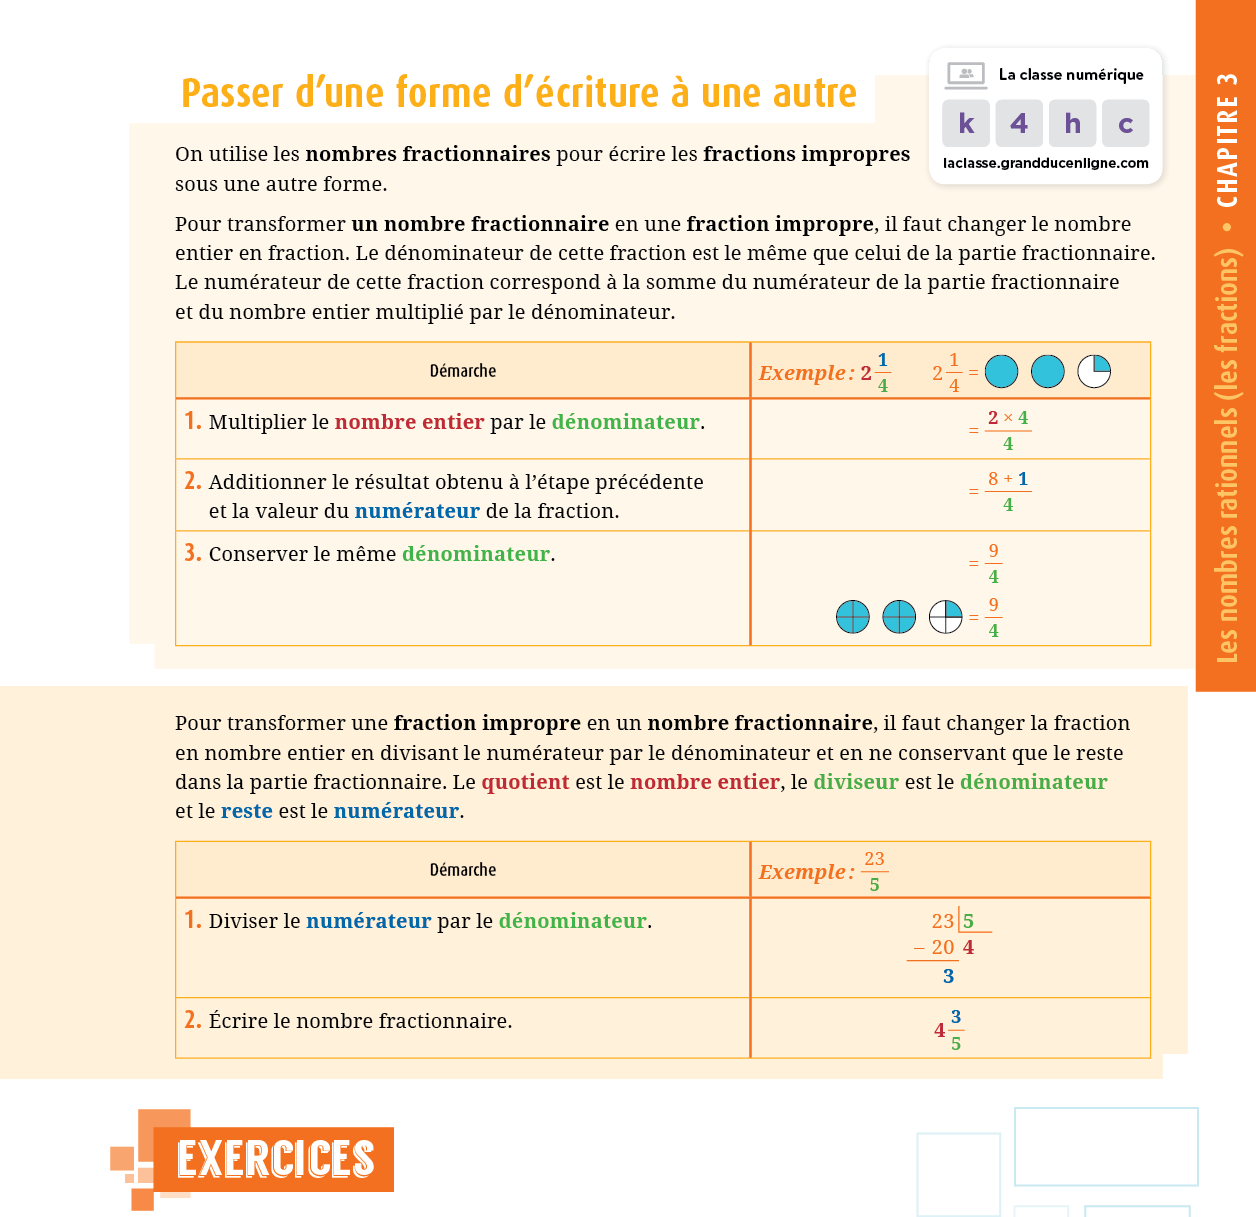 Passer d’une forme d’écriture à une autre
La classe numérique
k 4 h c
laclasse.grandducenligne.com
On utilise les nombres fractionnaires pour écrire les fractions impropres
sous une autre forme.
Pour transformer un nombre fractionnaire en une fraction impropre, il faut changer le nombre
entier en fraction. Le dénominateur de cette fraction est le même que celui de la partie fractionnaire.
Le numérateur de cette fraction correspond à la somme du numérateur de la partie fractionnaire
et du nombre entier multiplié par le dénominateur.
Démarche
Exemple : 2 1/4 2 1/4 =
1. Multiplier le nombre entier par le dénominateur.
= 2 × 4
4
2. Additionner le résultat obtenu à l’étape précédente
et la valeur du numérateur de la fraction.
= 8 + 1
4
3. Conserver le même dénominateur.
= 9
4
= 9
4
Pour transformer une fraction impropre en un nombre fractionnaire, il faut changer la fraction
en nombre entier en divisant le numérateur par le dénominateur et en ne conservant que le reste
dans la partie fractionnaire. Le quotient est le nombre entier, le diviseur est le dénominateur
et le reste est le numérateur.
Démarche
Exemple : 23/5
1. Diviser le numérateur par le dénominateur.
23 5
– 20 4
3
2. Écrire le nombre fractionnaire.
4 3/5
EXERCICES
Les nombres rationnels (les fractions) • CHAPITRE 3